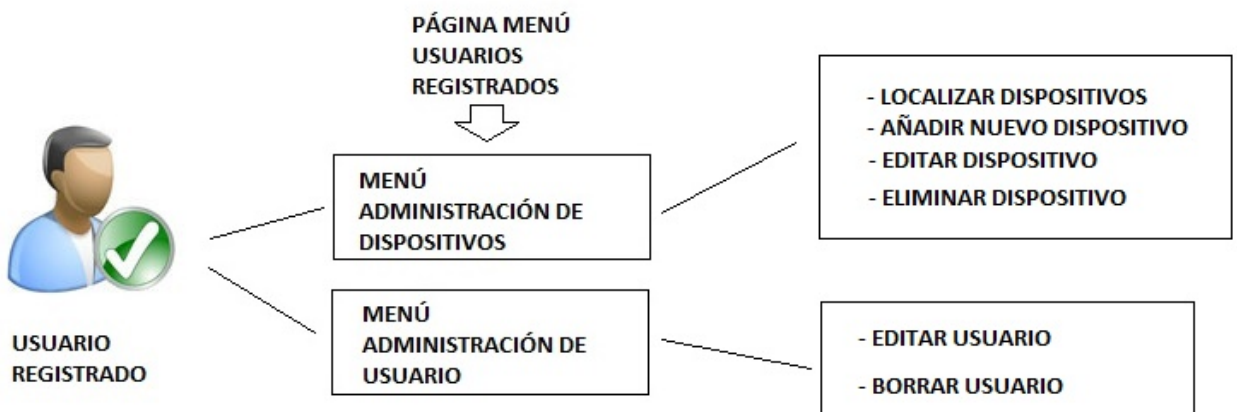 PÁGINA MENÚ
USUARIOS
REGISTRADOS
- LOCALIZAR DISPOSITIVOS
- AÑADIR NUEVO DISPOSITIVO
- EDITAR DISPOSITIVO
- ELIMINAR DISPOSITIVO
MENÚ
ADMINISTRACIÓN DE
DISPOSITIVOS
MENÚ
ADMINISTRACIÓN DE
USUARIO
- EDITAR USUARIO
- BORRAR USUARIO
USUARIO
REGISTRADO